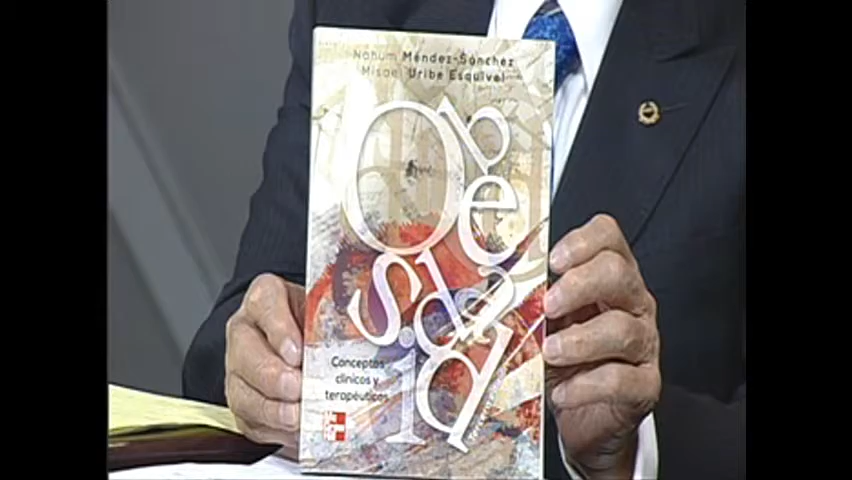 Nahum Méndez-Sánchez
Misael Uribe Esquivel
Obesidad
Conceptos
clínicos y
terapéuticos